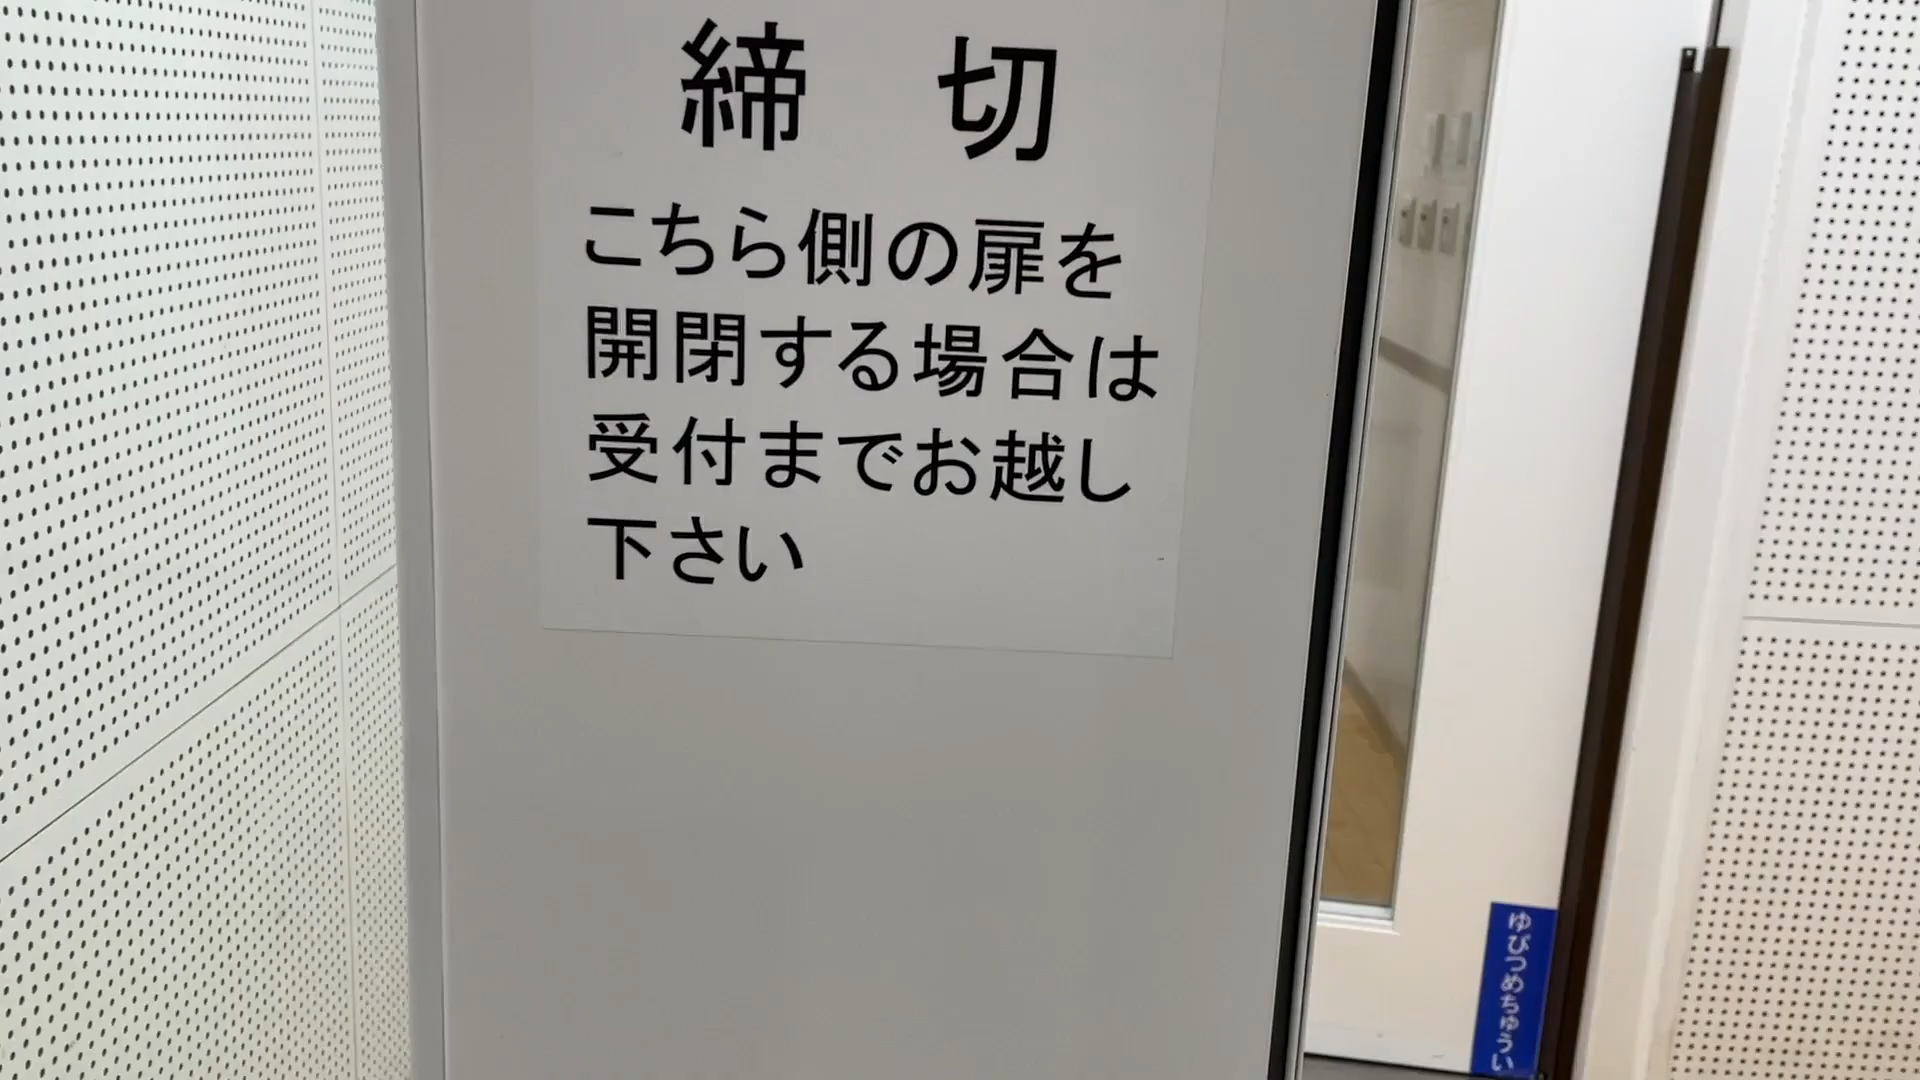 締 切
こちら側の扉を
開閉する場合は
受付までお越し
下さい
ゆびつめちゅうい